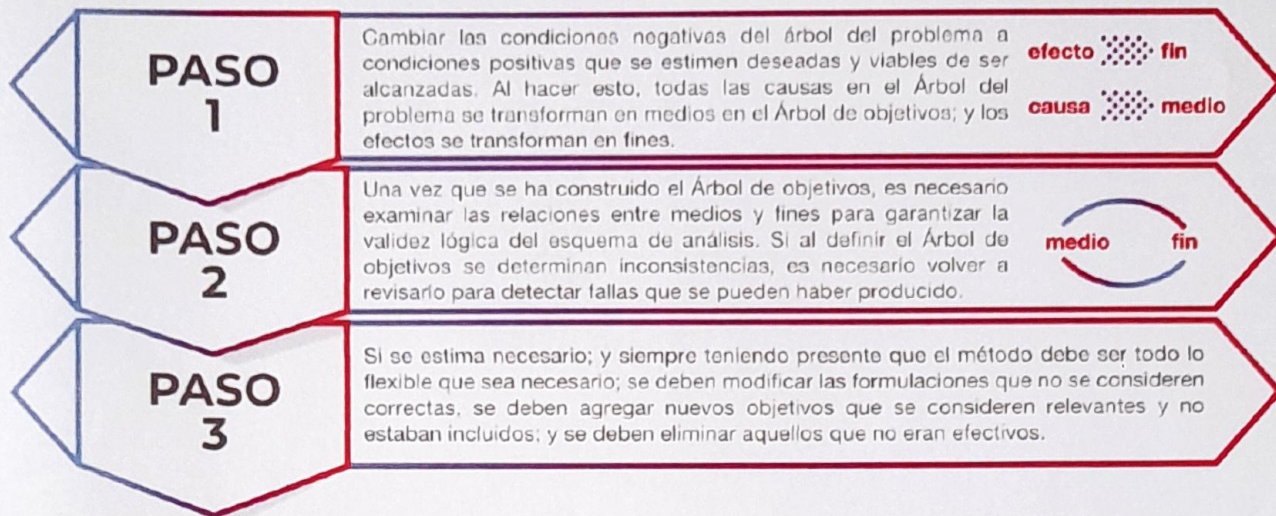 PASO
1
Cambiar las condiciones negativas del árbol del problema a
condiciones positivas que se estimen deseadas y viables de ser
alcanzadas. Al hacer esto, todas las causas en el Árbol del
problema se transforman en medios en el Árbol de objetivos; y los
efectos se transforman en fines.
efecto fin
causa medio
PASO
2
Una vez que se ha construido el Árbol de objetivos, es necesario
examinar las relaciones entre medios y fines para garantizar la
validez lógica del esquema de análisis. Si al definir el Árbol de
objetivos se determinan inconsistencias, es necesario volver a
revisarlo para detectar fallas que se pueden haber producido.
medio fin
PASO
3
Si se estima necesario; y siempre teniendo presente que el método debe ser todo lo
flexible que sea necesario; se deben modificar las formulaciones que no se consideren
correctas, se deben agregar nuevos objetivos que se consideren relevantes y no
estaban incluidos; y se deben eliminar aquellos que no eran efectivos.